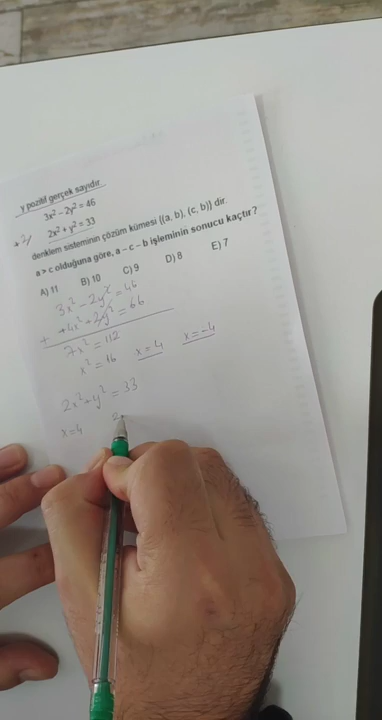 y pozitif gerçek sayıdır.
3x² - 2y² = 46
+2/ 2x² + y² = 33
denklem sisteminin çözüm kümesi {(a, b), (c, b)} dir.
a > c olduğuna göre, a – c – b işleminin sonucu kaçtır?
A) 11 B) 10 C) 9 D) 8 E) 7
3x² - 2y² = 46
+ +4x² + 2y² = 66
7x² = 112
x² = 16 x = 4 x = -4
2x² + y² = 33
x = 4 2